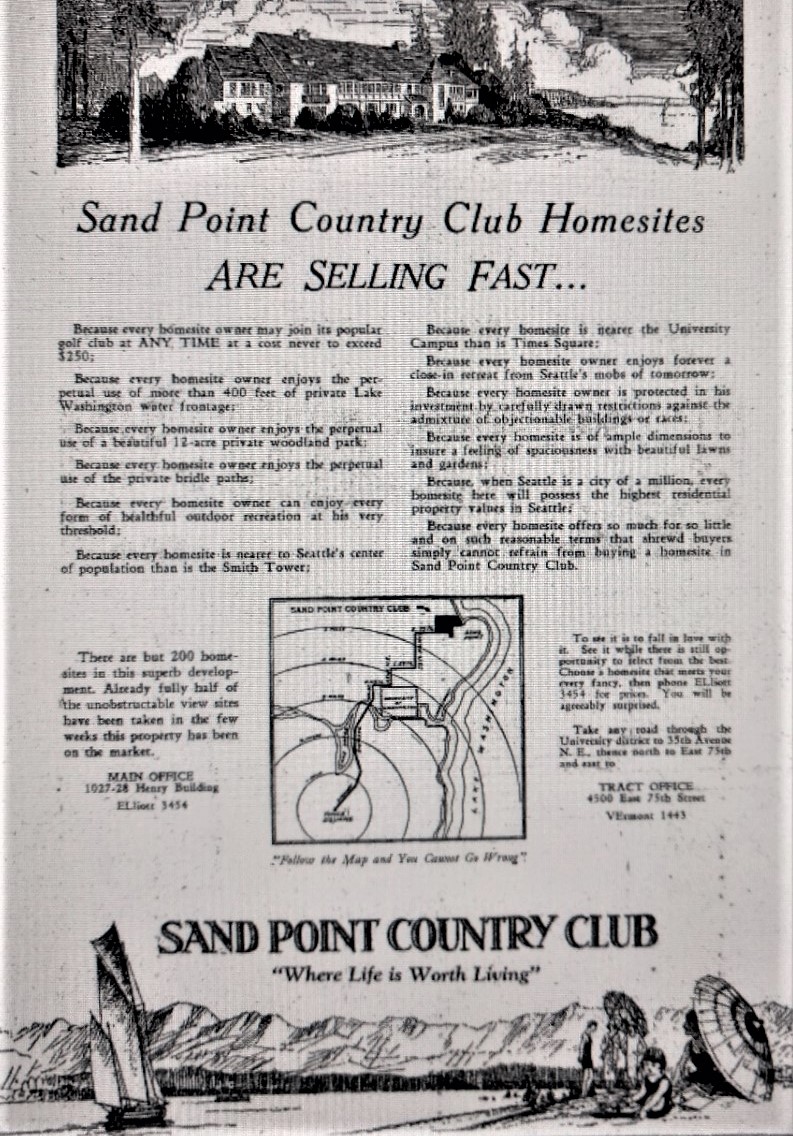 Sand Point Country Club Homesites
ARE SELLING FAST...
Because every homesite owner may join its popular
golf club at ANY TIME at a cost never to exceed
$250;
Because every homesite owner enjoys the per-
petual use of more than 400 feet of private Lake
Washington water frontage;
Because every homesite owner enjoys the perpetual
use of a beautiful 12-acre private woodland park;
Because every homesite owner enjoys the perpetual
use of the private bridle paths;
Because every homesite owner can enjoy every
form of healthful outdoor recreation at his very
threshold;
Because every homesite is nearer to Seattle's center
of population than is the Smith Tower;
Because every homesite is nearer the University
Campus than is Times Square;
Because every homesite owner enjoys forever a
close-in retreat from Seattle's mobs of tomorrow;
Because every homesite owner is protected in his
investment by carefully drawn restrictions against the
admixture of objectionable buildings or races;
Because every homesite is of ample dimensions to
insure a feeling of spaciousness with beautiful lawns
and gardens;
Because, when Seattle is a city of a million, every
homesite here will possess the highest residential
property values in Seattle;
Because every homesite offers so much for so little
and on such reasonable terms that shrewd buyers
simply cannot refrain from buying a homesite in
Sand Point Country Club.
There are but 200 home-
sites in this superb develop-
ment. Already fully half of
the unobstructable view sites
have been taken in the few
weeks this property has been
on the market.
MAIN OFFICE
1027-28 Henry Building
ELliott 3454
SAND POINT COUNTRY CLUB
LAKE WASHINGTON
"Follow the Map and You Cannot Go Wrong"
To see it is to fall in love with
it. See it while there is still op-
portunity to select from the best.
Choose a homesite that meets your
every fancy, then phone ELliott
3454 for prices. You will be
agreeably surprised.
Take any road through the
University district to 35th Avenue
N. E., thence north to East 75th
and east to
TRACT OFFICE
4500 East 75th Street
VErmont 1443
SAND POINT COUNTRY CLUB
"Where Life is Worth Living"